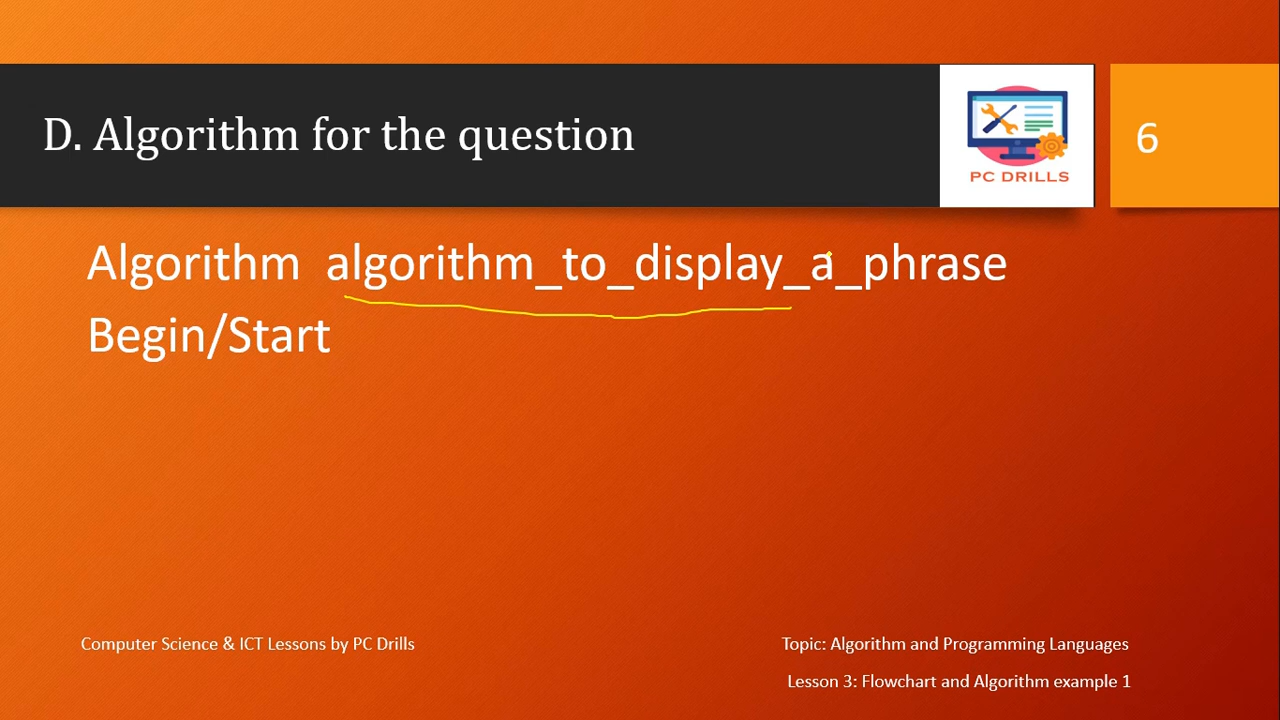 D. Algorithm for the question
PC DRILLS
6
Algorithm algorithm_to_display_a_phrase
Begin/Start
Computer Science & ICT Lessons by PC Drills
Topic: Algorithm and Programming Languages
Lesson 3: Flowchart and Algorithm example 1